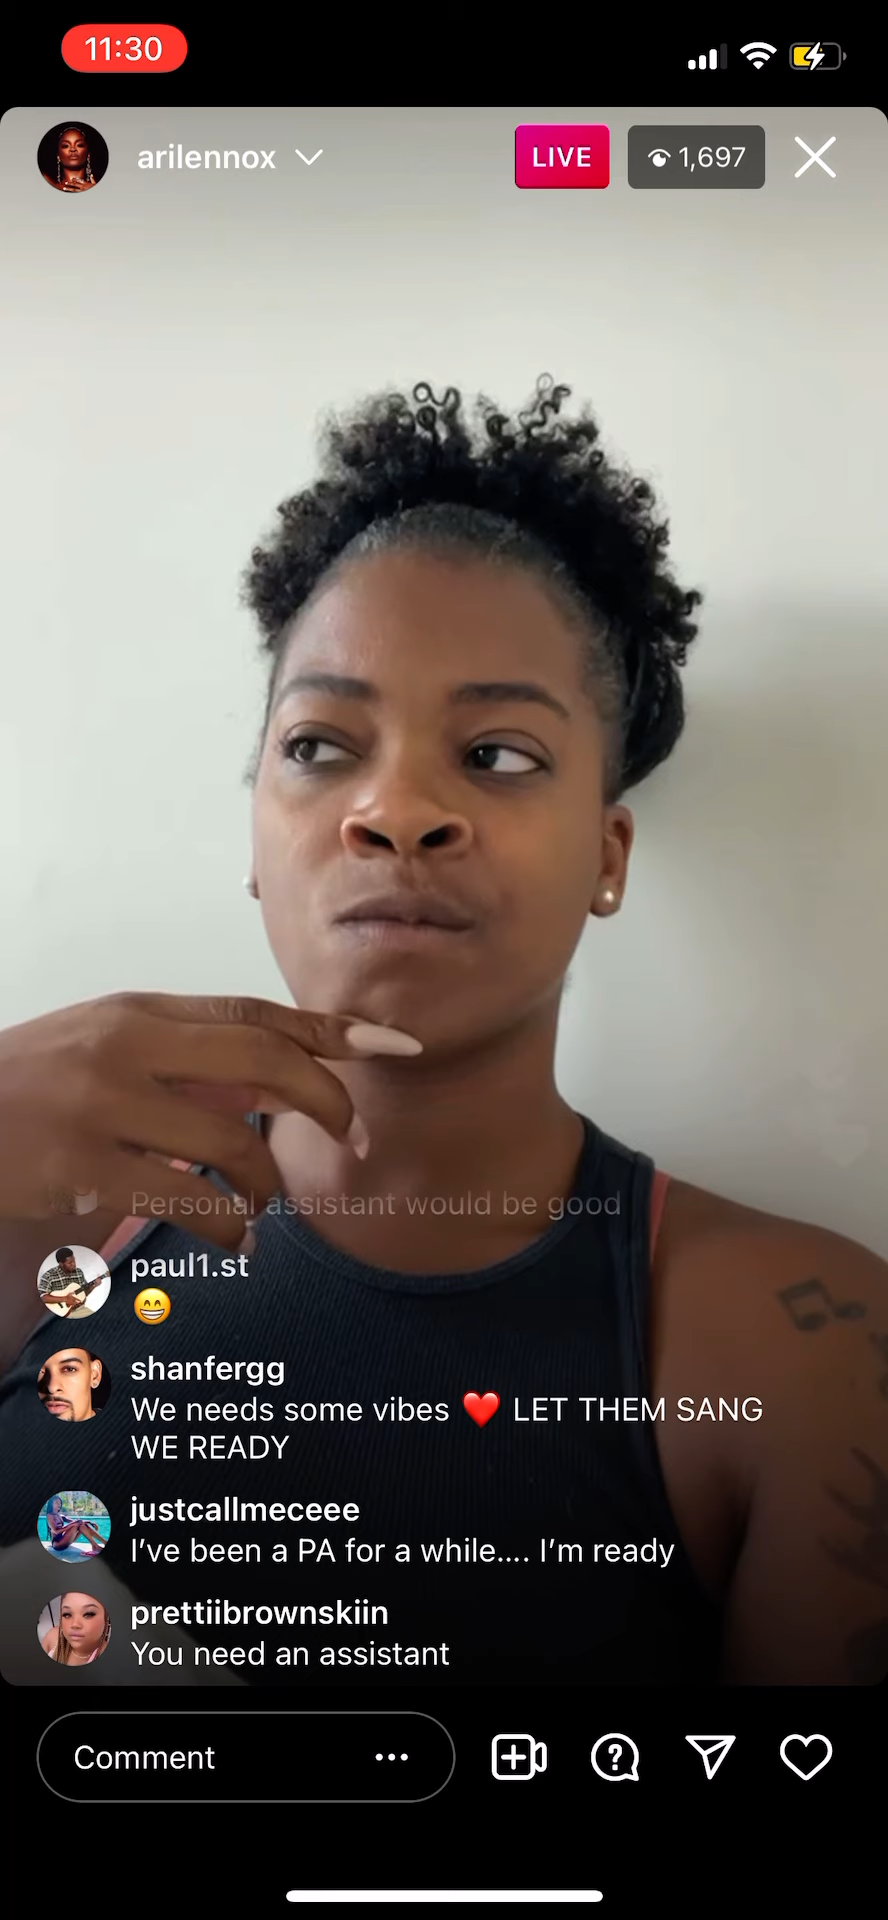 11:30
arilennox
LIVE
1,697
Personal assistant would be good
paul1.st
😁
shanfergg
We needs some vibes ❤️ LET THEM SANG
WE READY
justcallmeceee
I’ve been a PA for a while.... I’m ready
prettiibrownskiin
You need an assistant
Comment